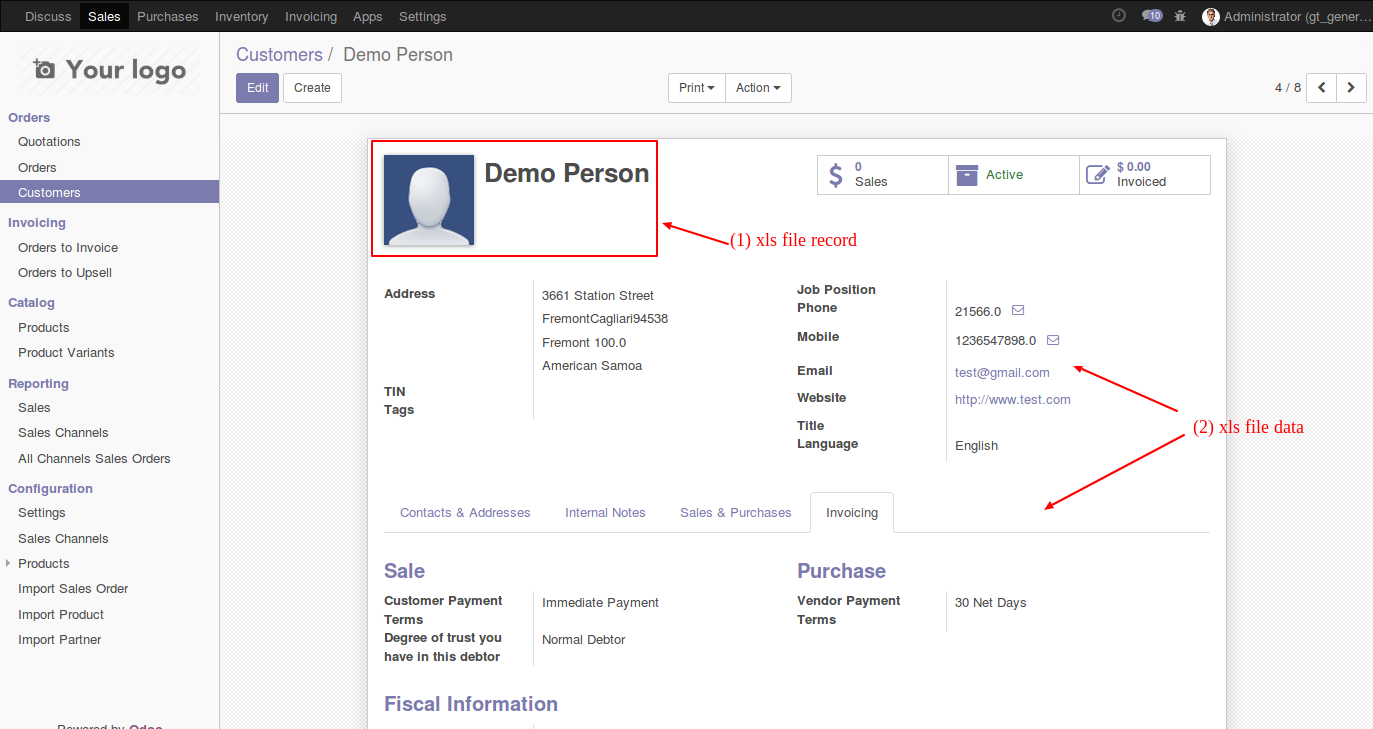 Discuss Sales Purchases Inventory Invoicing Apps Settings 10 Administrator (gt_gener...
Your logo
Customers / Demo Person
Edit Create Print Action 4 / 8
Orders
Quotations
Orders
Customers
Invoicing
Orders to Invoice
Orders to Upsell
Catalog
Products
Product Variants
Reporting
Sales
Sales Channels
All Channels Sales Orders
Configuration
Settings
Sales Channels
Products
Import Sales Order
Import Product
Import Partner
Powered by Odoo
Demo Person
0
Sales
Active
$ 0.00
Invoiced
(1) xls file record
Address
3661 Station Street
FremontCagliari94538
Fremont 100.0
American Samoa
TIN
Tags
Job Position
Phone 21566.0
Mobile 1236547898.0
Email test@gmail.com
Website http://www.test.com
Title
Language English
(2) xls file data
Contacts & Addresses Internal Notes Sales & Purchases Invoicing
Sale
Customer Payment
Terms
Immediate Payment
Degree of trust you
have in this debtor
Normal Debtor
Purchase
Vendor Payment
Terms
30 Net Days
Fiscal Information